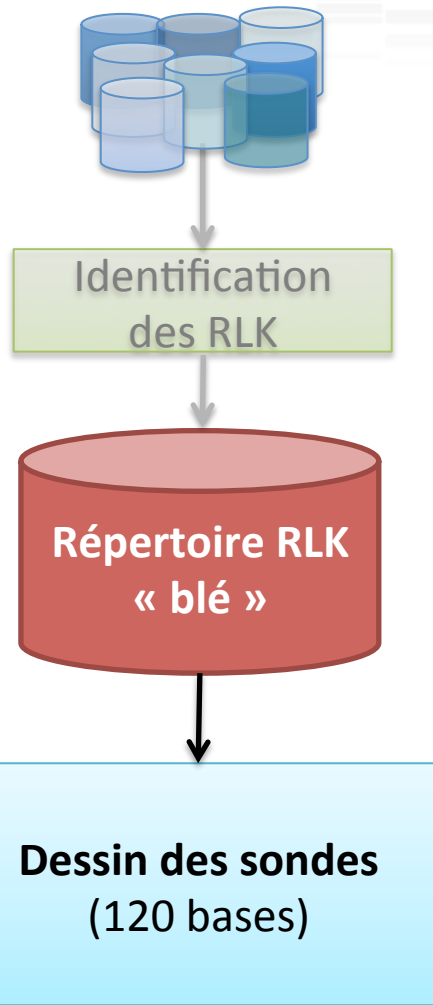 Identification
des RLK
Répertoire RLK
« blé »
Dessin des sondes
(120 bases)